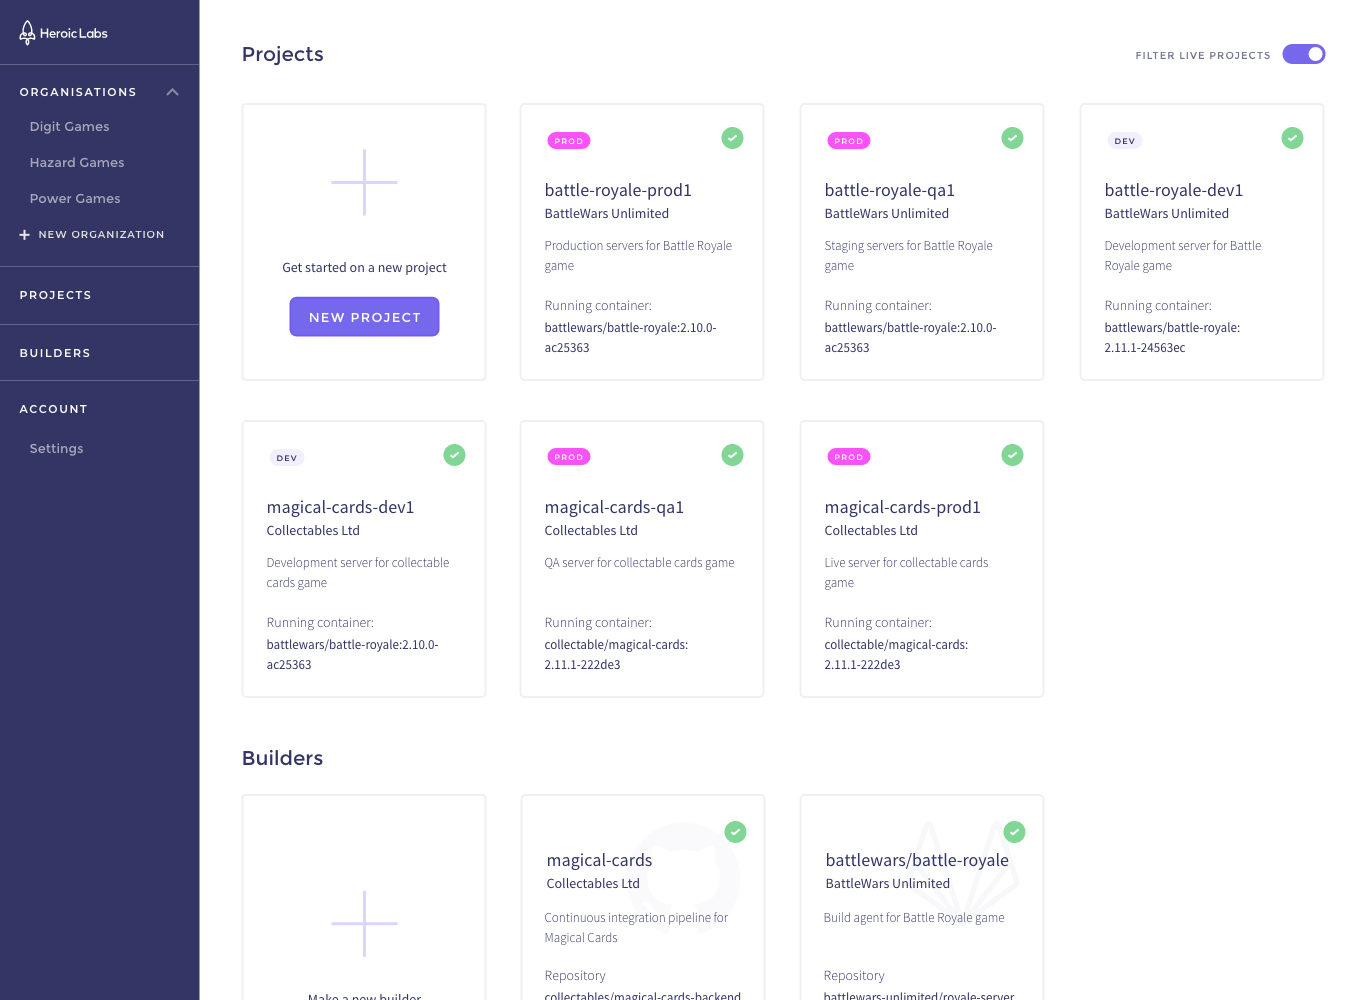 Heroic Labs
ORGANISATIONS
Digit Games
Hazard Games
Power Games
NEW ORGANIZATION
PROJECTS
BUILDERS
ACCOUNT
Settings
Projects
FILTER LIVE PROJECTS
Get started on a new project
NEW PROJECT
PROD
battle-royale-prod1
BattleWars Unlimited
Production servers for Battle Royale
game
Running container:
battlewars/battle-royale:2.10.0-
ac25363
PROD
battle-royale-qa1
BattleWars Unlimited
Staging servers for Battle Royale
game
Running container:
battlewars/battle-royale:2.10.0-
ac25363
DEV
battle-royale-dev1
BattleWars Unlimited
Development server for Battle
Royale game
Running container:
battlewars/battle-royale:
2.11.1-24563ec
DEV
magical-cards-dev1
Collectables Ltd
Development server for collectable
cards game
Running container:
battlewars/battle-royale:2.10.0-
ac25363
PROD
magical-cards-qa1
Collectables Ltd
QA server for collectable cards game
Running container:
collectable/magical-cards:
2.11.1-222de3
PROD
magical-cards-prod1
Collectables Ltd
Live server for collectable cards
game
Running container:
collectable/magical-cards:
2.11.1-222de3
Builders
Make a new builder
magical-cards
Collectables Ltd
Continuous integration pipeline for
Magical Cards
Repository
collectables/magical-cards-backend
battlewars/battle-royale
BattleWars Unlimited
Build agent for Battle Royale game
Repository
battlewars-unlimited/royale-server